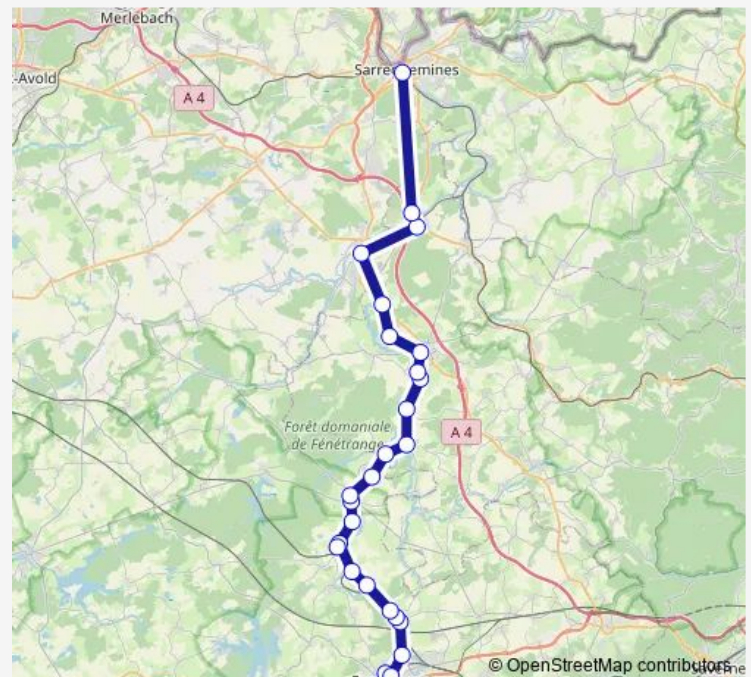 Merlebach
-Avold
Sarreguemines
A 4
Forêt domaniale
de Fénétrange
A 4
© OpenStreetMap contributors